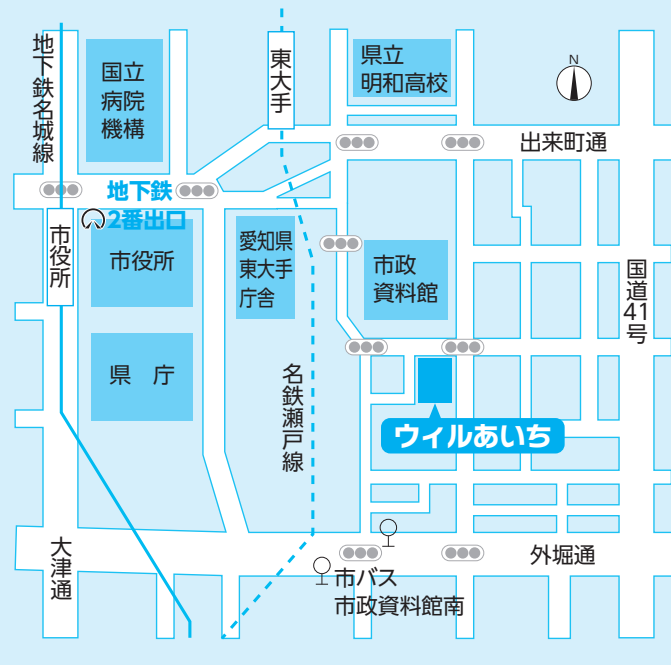 地下鉄名城線
国立
病院
機構
東大手
県立
明和高校
N
出来町通
地下鉄
2番出口
市役所
市役所
愛知県
東大手
庁舎
市政
資料館
国道41号
県 庁
名鉄瀬戸線
ウィルあいち
大津通
外堀通
市バス
市政資料館南